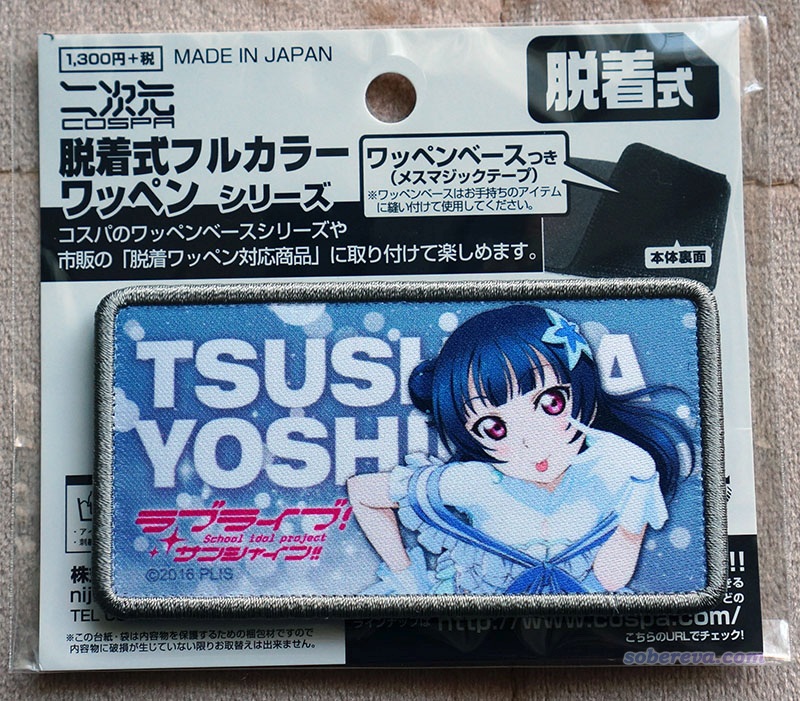 1,300円+税 MADE IN JAPAN
二次元
COSPA
脱着式
脱着式フルカラー
ワッペン シリーズ
ワッペンベースつき
(メスマジックテープ)
※ワッペンベースはお手持ちのアイテム
に縫い付けて使用してください。
コスパのワッペンベースシリーズや
市販の「脱着ワッペン対応商品」に取り付けて楽しめます。
本体裏面
TSUSH
A
YOSHI
ラブライブ!
School idol project
サンシャイン!!
©2016 PL!S
株
nij
TEL
!!
http://www.cospa.com/
こちらのURLでチェック!
※この台紙・袋は内容物を保護するための梱包材ですので
内容物に破損が生じていない限りお取替えは出来ません。
sobereva.com